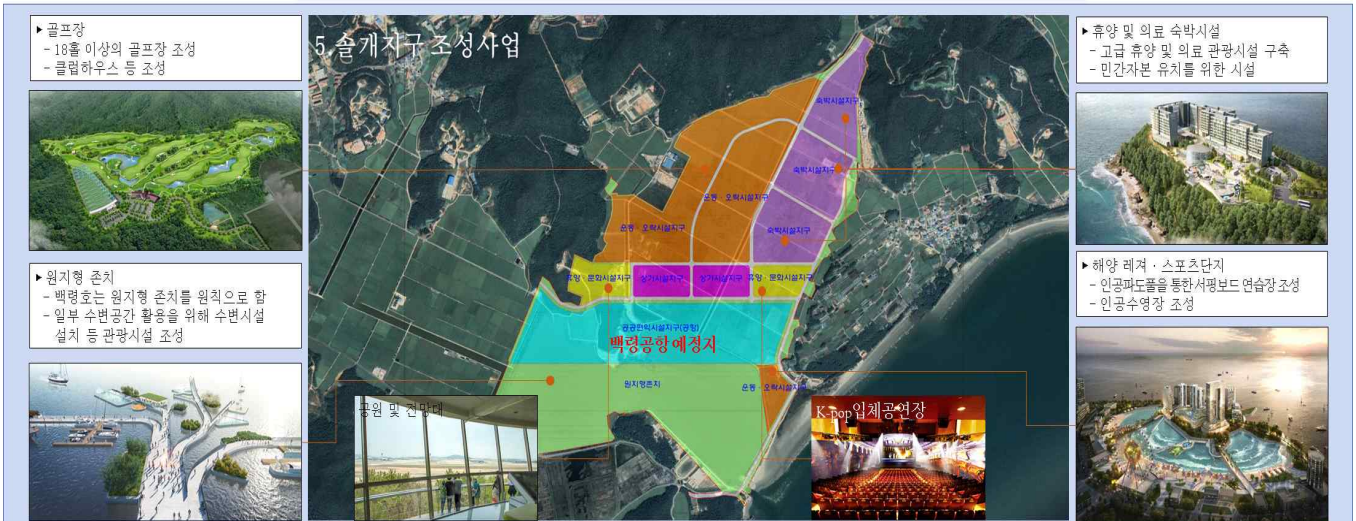 ▶ 골프장
- 18홀 이상의 골프장 조성
- 클럽하우스 등 조성
▶ 원지형 존치
- 백령호는 원지형 존치를 원칙으로 함
- 일부 수변공간 활용을 위해 수변시설
설치 등 관광시설 조성
5.솔개지구 조성사업
숙박시설지구
숙박시설지구
운동·오락시설지구
운동·오락시설지구
숙박시설지구
휴양·문화시설지구
상가시설지구
상가시설지구
휴양·문화시설지구
공공편익시설지구(공항)
백령공항 예정지
원지형존치
운동·오락시설지구
공원 및 전망대
K-pop입체공연장
▶ 휴양 및 의료 숙박시설
- 고급 휴양 및 의료 관광시설 구축
- 민간자본 유치를 위한 시설
▶ 해양 레져·스포츠단지
- 인공파도풀을 통한 서핑보드 연습장 조성
- 인공수영장 조성